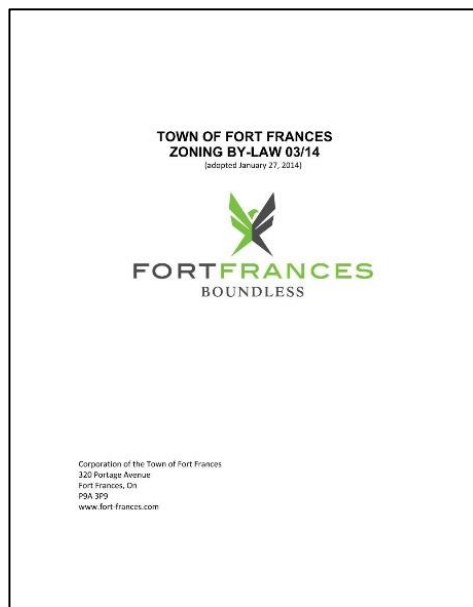 TOWN OF FORT FRANCES
ZONING BY-LAW 03/14
(adopted January 27, 2014)
FORTFRANCES
BOUNDLESS
Corporation of the Town of Fort Frances
320 Portage Avenue
Fort Frances, On
P9A 3P9
www.fort-frances.com